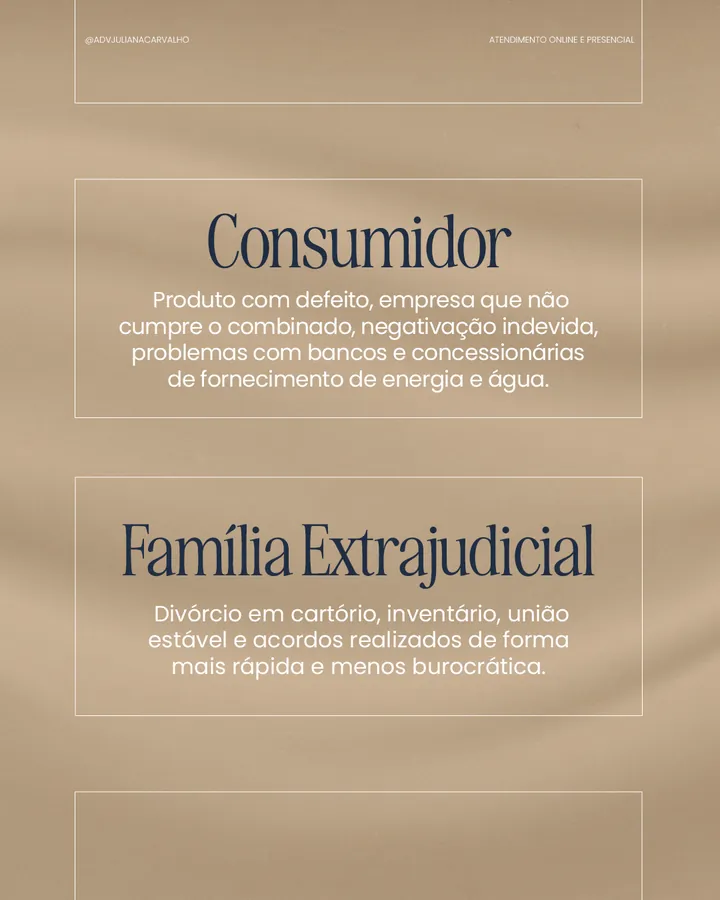 @ADVJULIANACARVALHO
ATENDIMENTO ONLINE E PRESENCIAL
Consumidor
Produto com defeito, empresa que não
cumpre o combinado, negativação indevida,
problemas com bancos e concessionárias
de fornecimento de energia e água.
Família Extrajudicial
Divórcio em cartório, inventário, união
estável e acordos realizados de forma
mais rápida e menos burocrática.